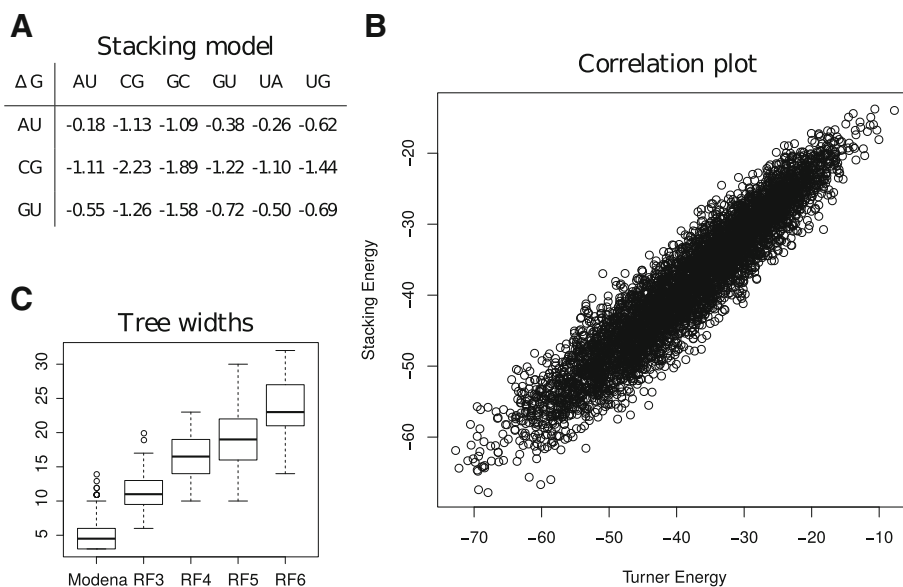 A
Stacking model
Δ G AU CG GC GU UA UG
AU -0.18 -1.13 -1.09 -0.38 -0.26 -0.62
CG -1.11 -2.23 -1.89 -1.22 -1.10 -1.44
GU -0.55 -1.26 -1.58 -0.72 -0.50 -0.69
B
Correlation plot
Stacking Energy
−20
−30
−40
−50
−60
−70 −60 −50 −40 −30 −20 −10
Turner Energy
C
Tree widths
30
25
20
15
10
5
Modena RF3 RF4 RF5 RF6